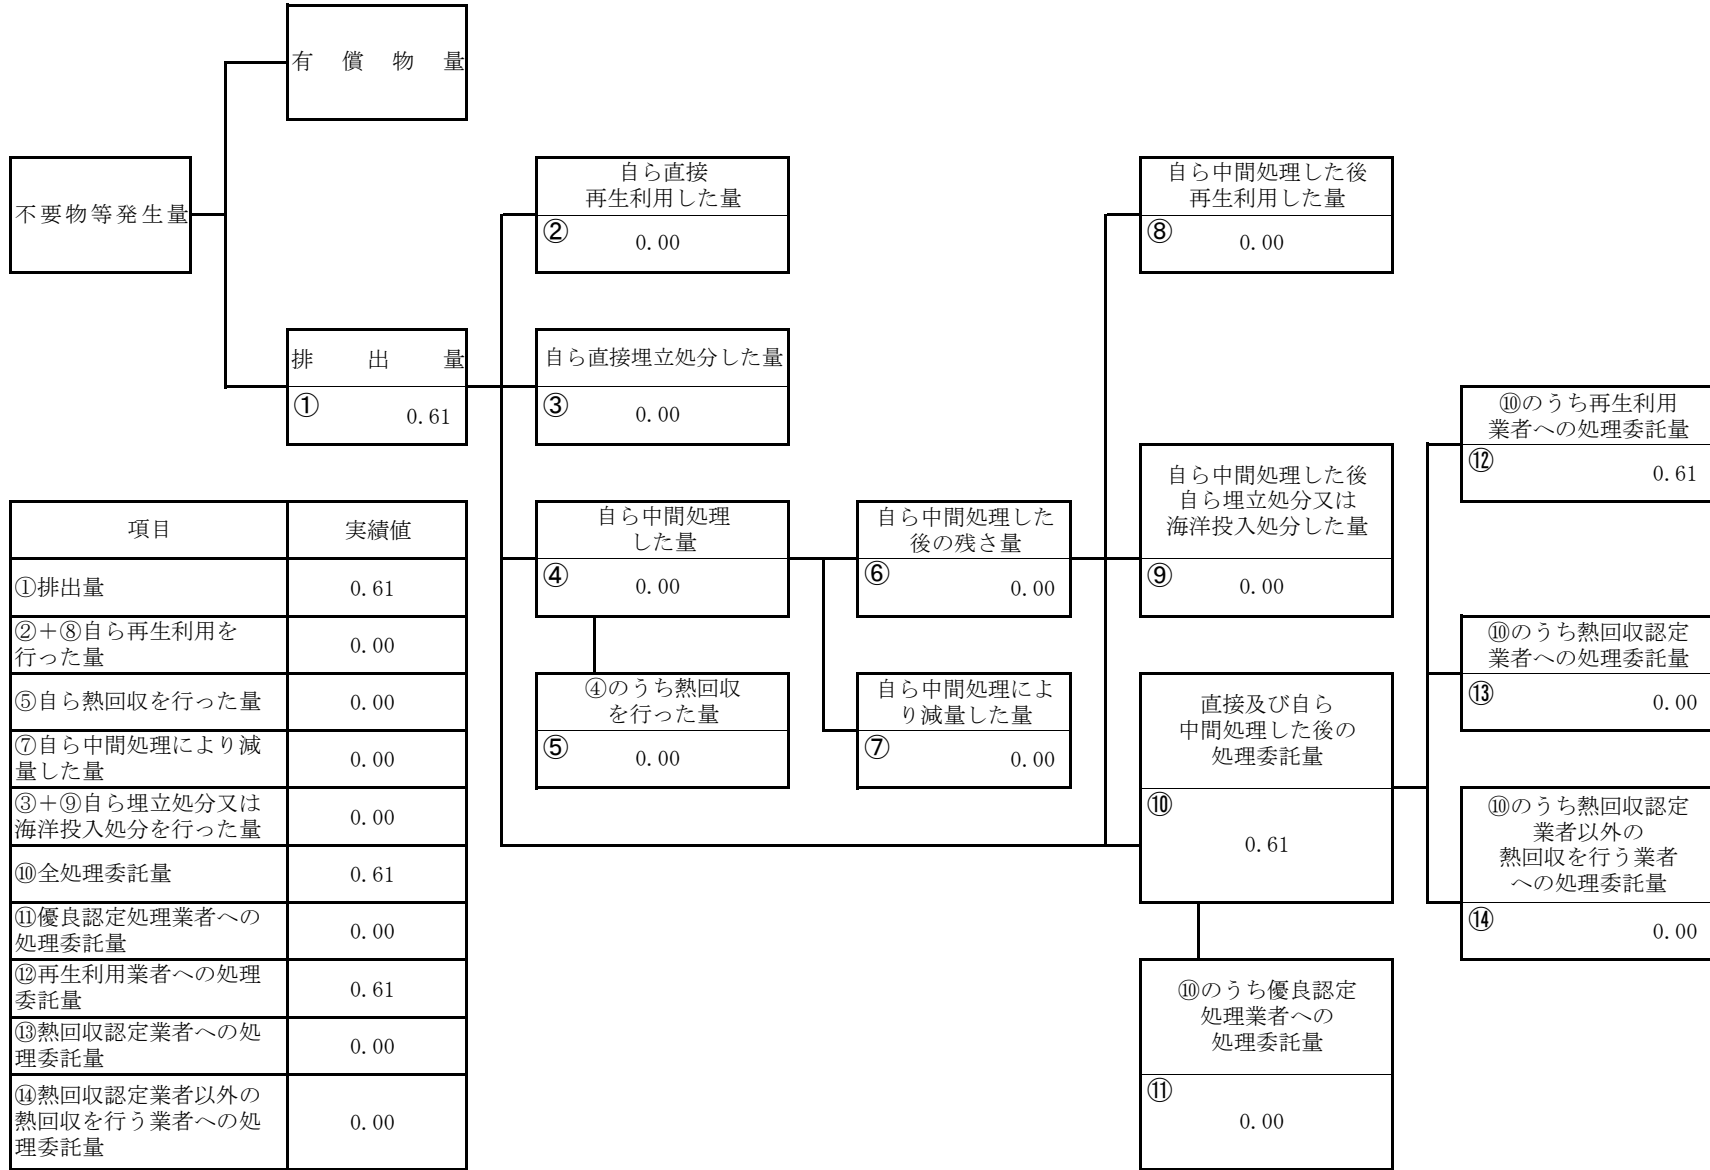 有償物量
不要物等発生量
自ら直接
再生利用した量
②
0.00
自ら中間処理した後
再生利用した量
⑧
0.00
排出量
①
0.61
自ら直接埋立処分した量
③
0.00
自ら中間処理
した量
④
0.00
自ら中間処理した
後の残さ量
⑥
0.00
自ら中間処理した後
自ら埋立処分又は
海洋投入処分した量
⑨
0.00
⑩のうち再生利用
業者への処理委託量
⑫
0.61
④のうち熱回収
を行った量
⑤
0.00
自ら中間処理によ
り減量した量
⑦
0.00
直接及び自ら
中間処理した後の
処理委託量
⑩
0.61
⑩のうち熱回収認定
業者への処理委託量
⑬
0.00
⑩のうち熱回収認定
業者以外の
熱回収を行う業者
への処理委託量
⑭
0.00
⑩のうち優良認定
処理業者への
処理委託量
⑪
0.00
項目 実績値
①排出量 0.61
②+⑧自ら再生利用を
行った量 0.00
⑤自ら熱回収を行った量 0.00
⑦自ら中間処理により減
量した量 0.00
③+⑨自ら埋立処分又は
海洋投入処分を行った量 0.00
⑩全処理委託量 0.61
⑪優良認定処理業者への
処理委託量 0.00
⑫再生利用業者への処理
委託量 0.61
⑬熱回収認定業者への処
理委託量 0.00
⑭熱回収認定業者以外の
熱回収を行う業者への処
理委託量 0.00